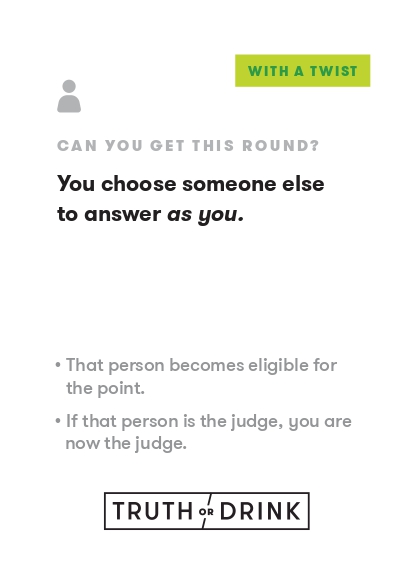 WITH A TWIST
CAN YOU GET THIS ROUND?
You choose someone else
to answer as you.
• That person becomes eligible for
the point.
• If that person is the judge, you are
now the judge.
TRUTH OR DRINK